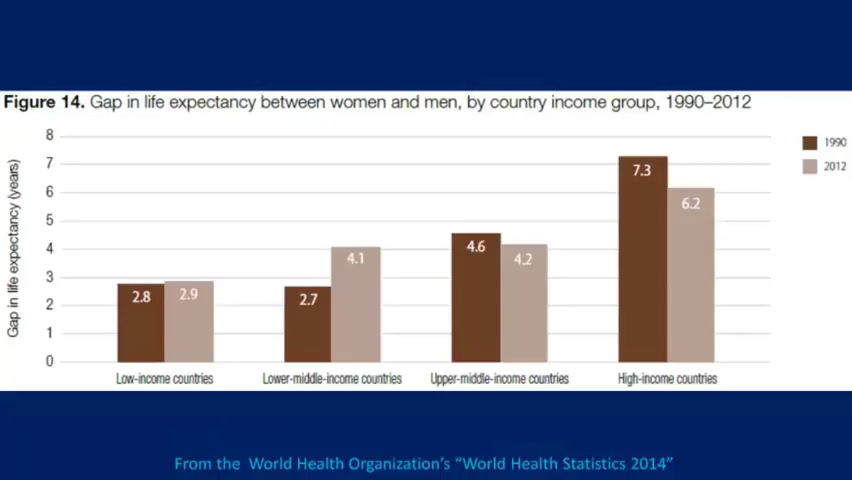 Figure 14. Gap in life expectancy between women and men, by country income group, 1990–2012
Gap in life expectancy (years)
8
7
6
5
4
3
2
1
0
2.8
2.9
2.7
4.1
4.6
4.2
7.3
6.2
1990
2012
Low-income countries
Lower-middle-income countries
Upper-middle-income countries
High-income countries
From the World Health Organization's “World Health Statistics 2014”